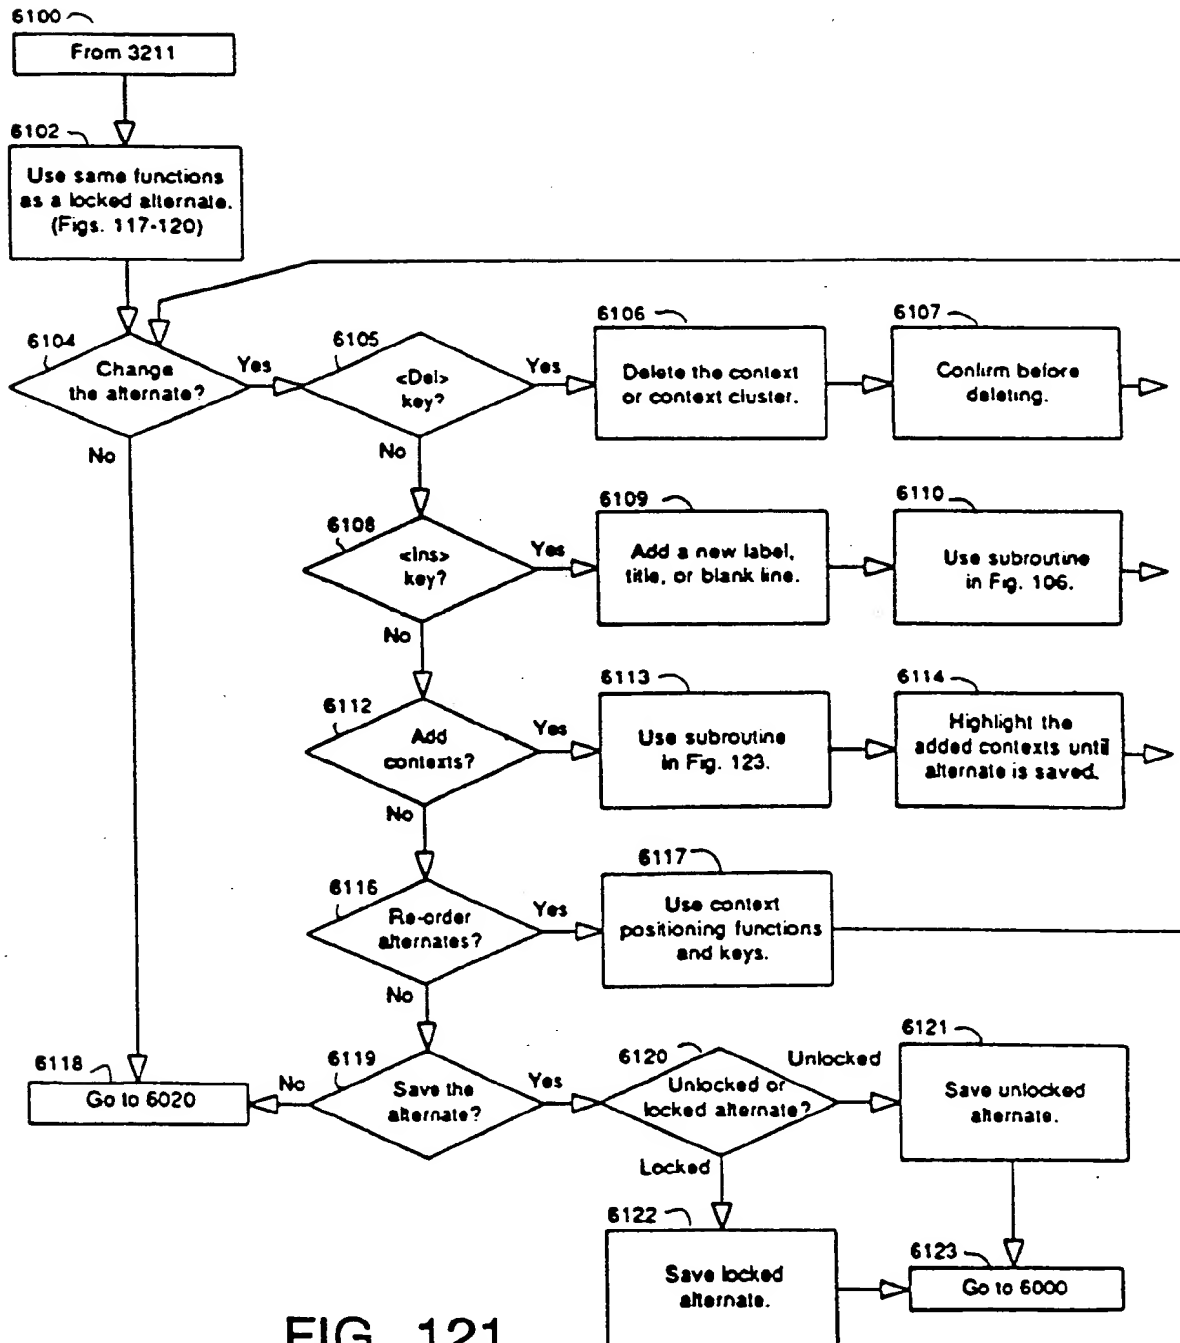 6100
From 3211
6102
Use same functions
as a locked alternate.
(Figs. 117-120)
6104
Change
the alternate?
Yes
No
6105
<Del>
key?
Yes
No
6106
Delete the context
or context cluster.
6107
Confirm before
deleting.
6108
<Ins>
key?
Yes
No
6109
Add a new label,
title, or blank line.
6110
Use subroutine
in Fig. 106.
6112
Add
contexts?
Yes
No
6113
Use subroutine
in Fig. 123.
6114
Highlight the
added contexts until
alternate is saved.
6116
Re-order
alternates?
Yes
No
6117
Use context
positioning functions
and keys.
6118
Go to 6020
6119
Save the
alternate?
No
Yes
6120
Unlocked or
locked alternate?
Unlocked
Locked
6121
Save unlocked
alternate.
6122
Save locked
alternate.
6123
Go to 6000
FIG. 121